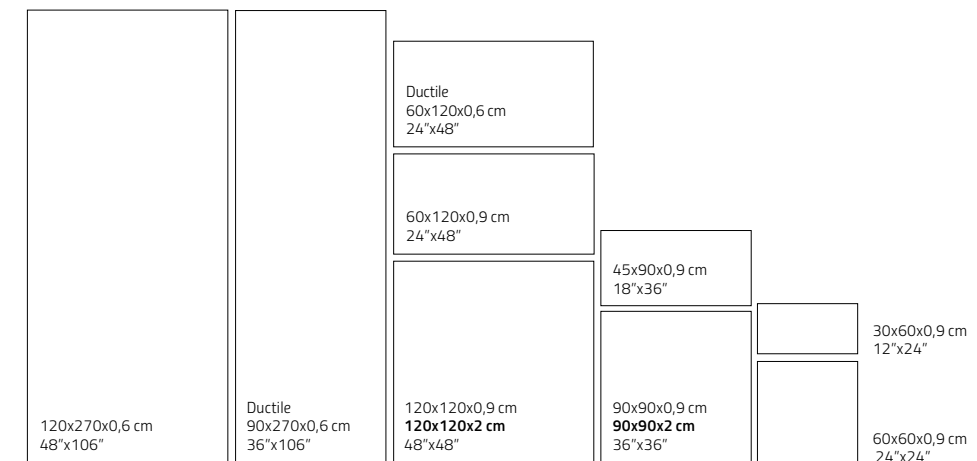 120x270x0,6 cm
48”x106”
Ductile
90x270x0,6 cm
36”x106”
Ductile
60x120x0,6 cm
24”x48”
60x120x0,9 cm
24”x48”
120x120x0,9 cm
120x120x2 cm
48”x48”
45x90x0,9 cm
18”x36”
90x90x0,9 cm
90x90x2 cm
36”x36”
30x60x0,9 cm
12”x24”
60x60x0,9 cm
24”x24”